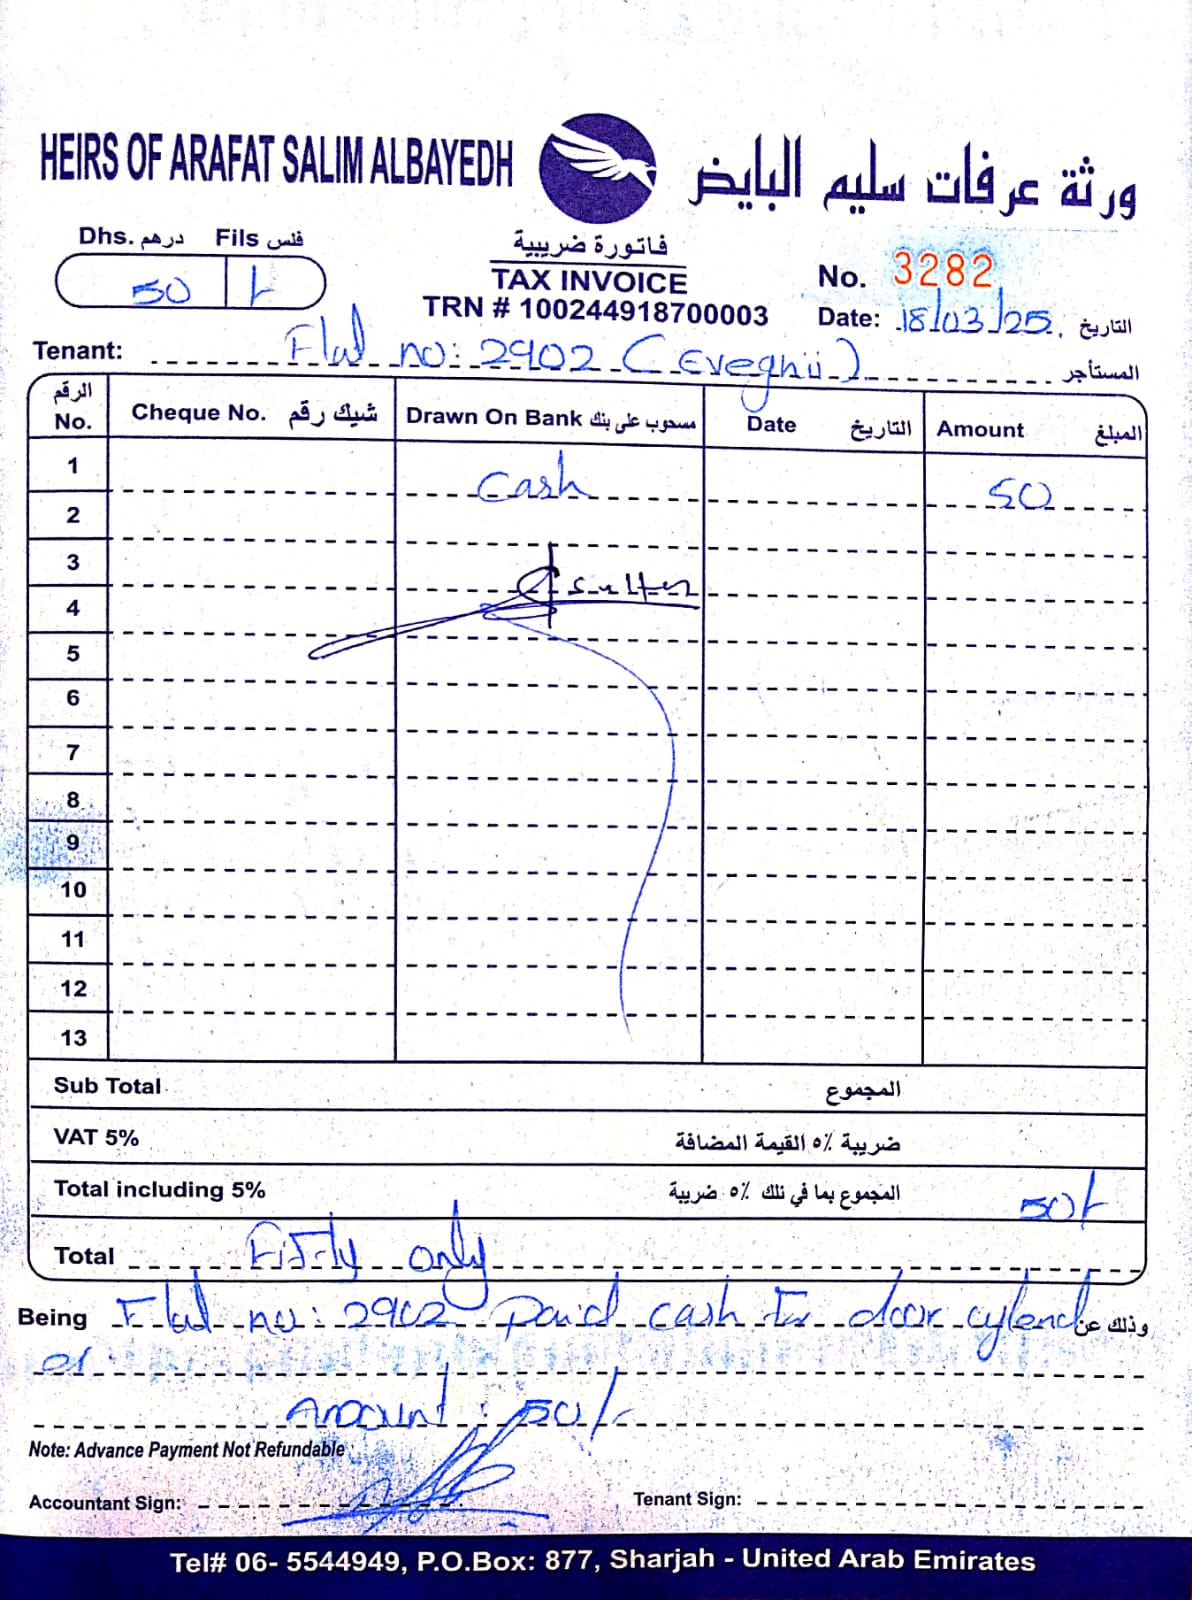 HEIRS OF ARAFAT SALIM ALBAYEDH ورثة عرفات سليم البايض
Dhs. درهم Fils فلس
50 /-
فاتورة ضريبية
TAX INVOICE
TRN # 100244918700003
No. 3282
Date: 18/03/25 التاريخ
Tenant: Flat no: 2902 (Eveghii) المستأجر
الرقم No. Cheque No. شيك رقم Drawn On Bank مسحوب على بنك Date التاريخ Amount المبلغ
1 Cash 50
2
3
4
5
6
7
8
9
10
11
12
13
Sub Total المجموع
VAT 5% ضريبة ٥٪ القيمة المضافة
Total including 5% المجموع بما في ذلك ٥٪ ضريبة 50/-
Total Fifty only
Being Flat no: 2902 paid cash for door cylend وذلك عن
er.
Amount : 50/-
Note: Advance Payment Not Refundable
Accountant Sign: Tenant Sign:
Tel# 06- 5544949, P.O.Box: 877, Sharjah - United Arab Emirates